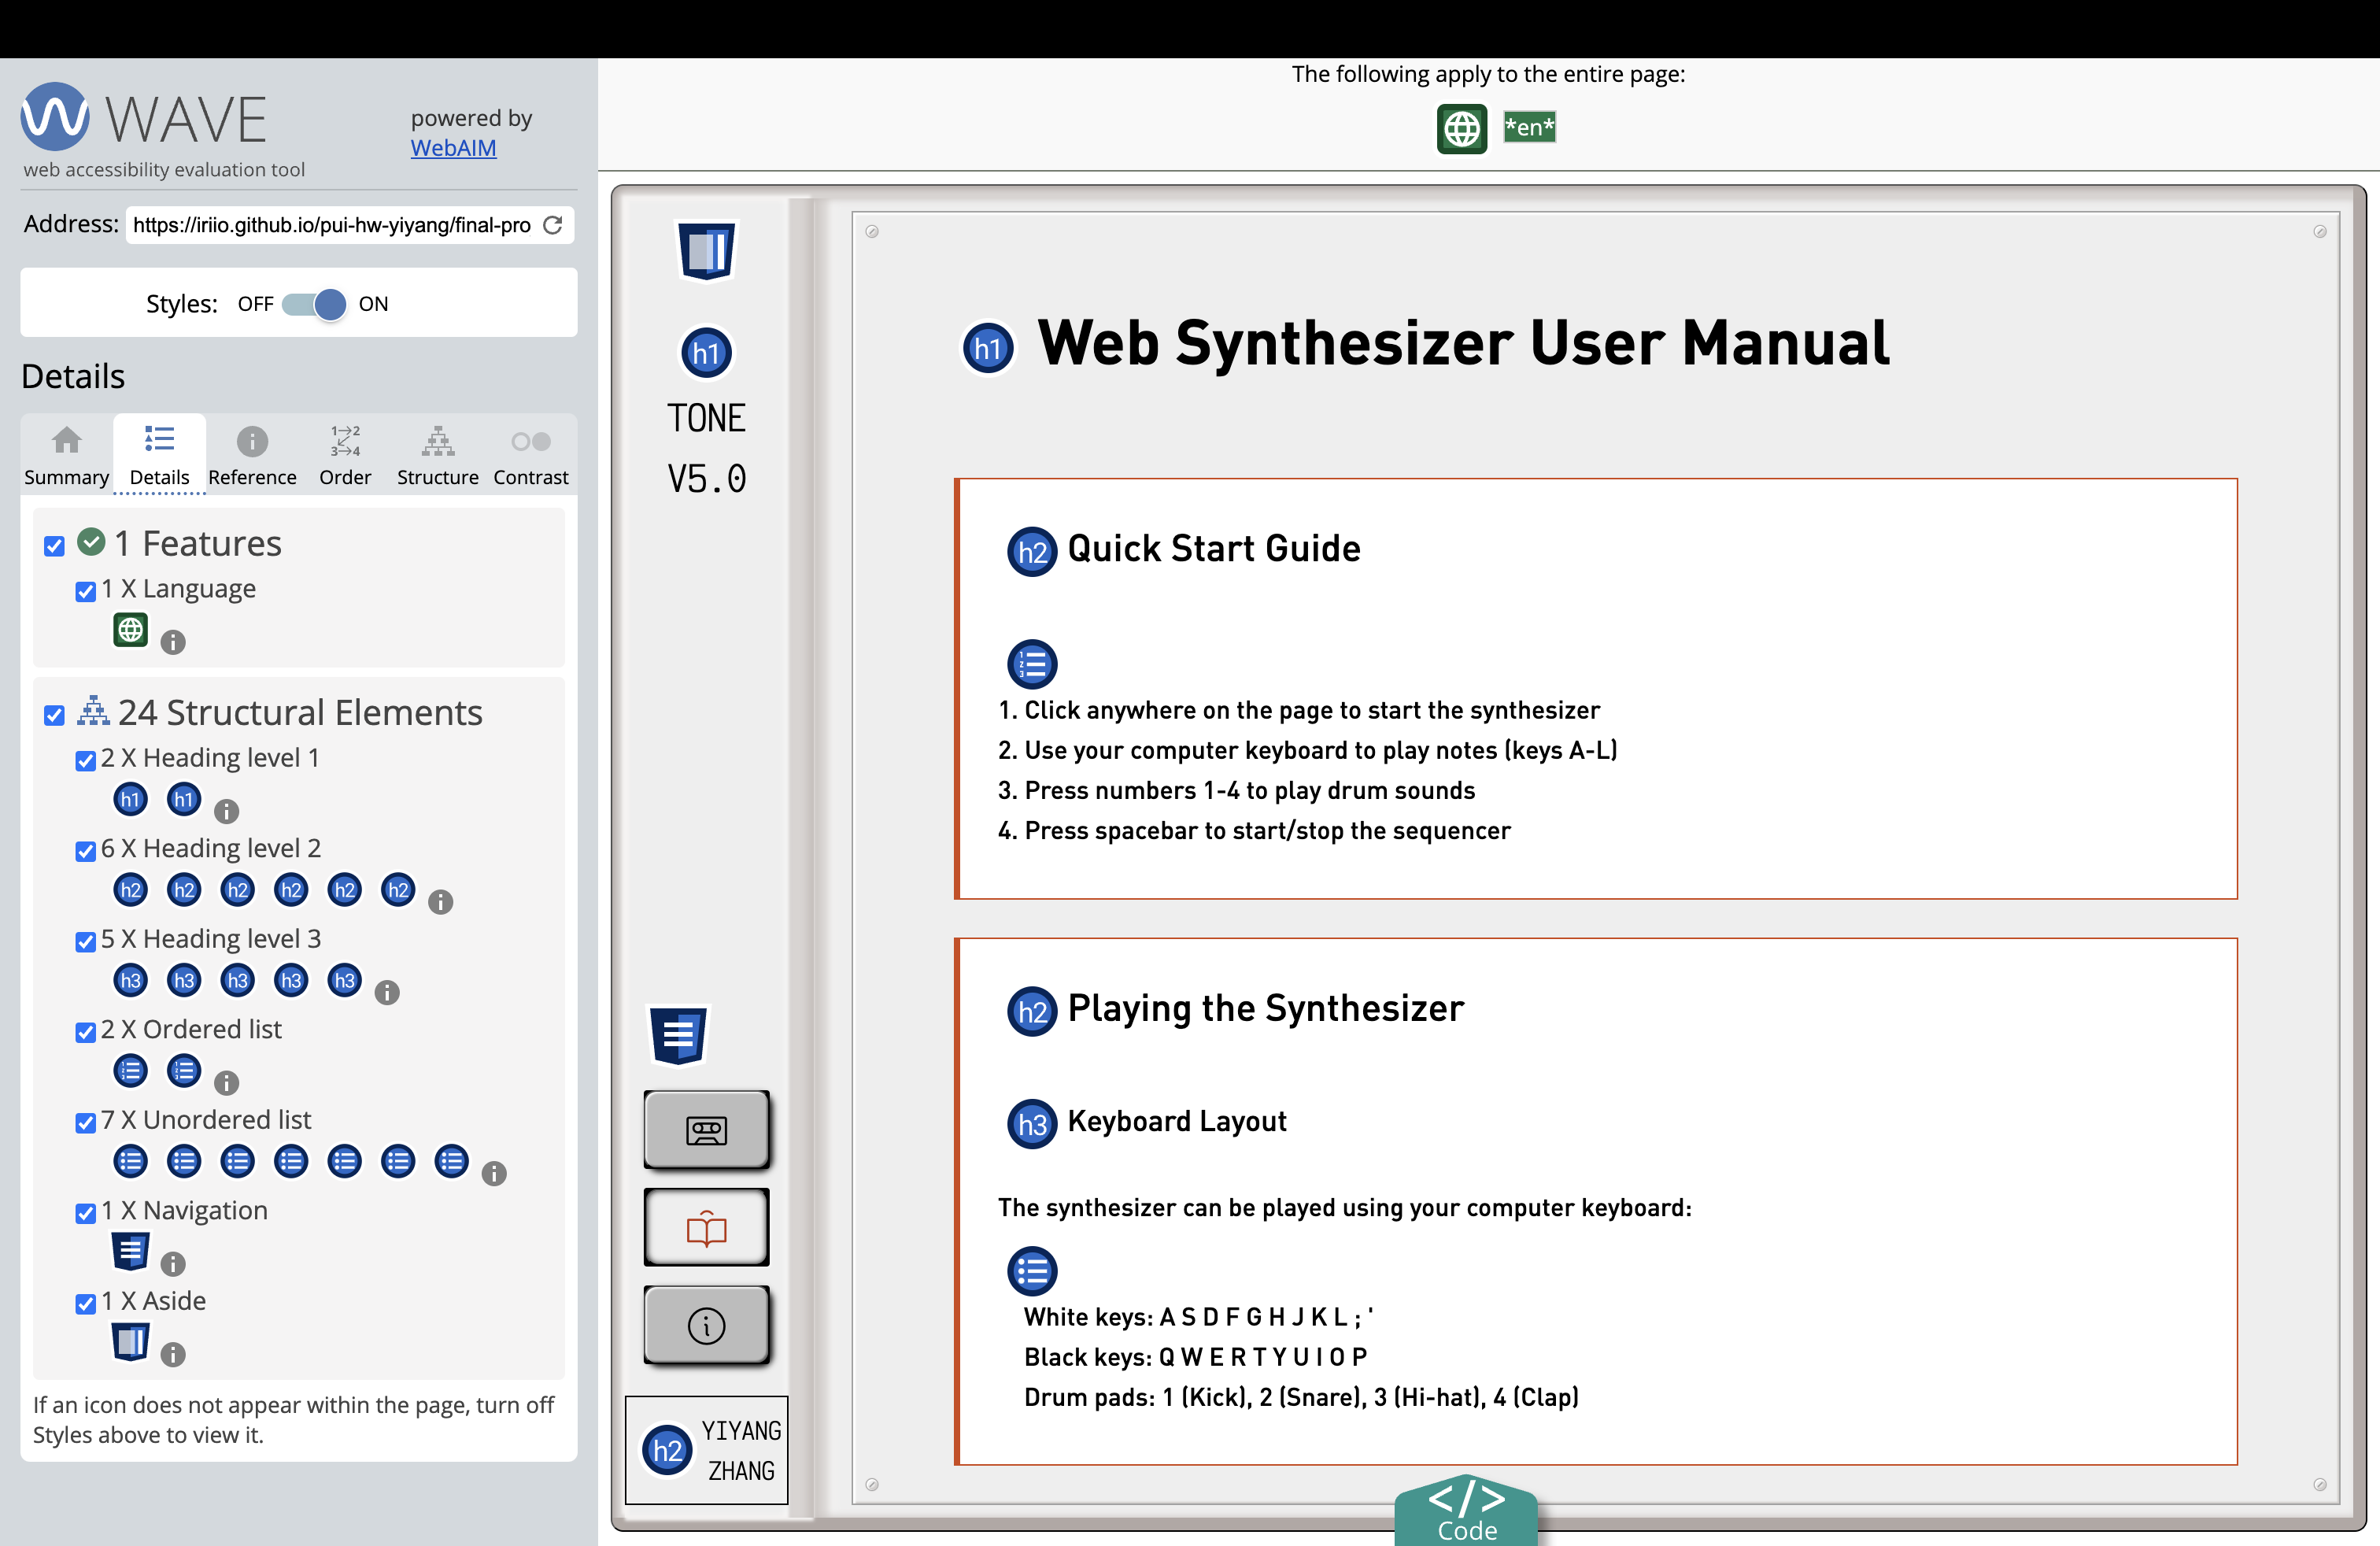 WAVE
web accessibility evaluation tool
powered by
WebAIM
Address: https://iriio.github.io/pui-hw-yiyang/final-pro
Styles: OFF ON
Details
Summary Details Reference Order Structure Contrast
1→2
3→4
1 Features
1 X Language
24 Structural Elements
2 X Heading level 1
h1 h1
6 X Heading level 2
h2 h2 h2 h2 h2 h2
5 X Heading level 3
h3 h3 h3 h3 h3
2 X Ordered list
7 X Unordered list
1 X Navigation
1 X Aside
If an icon does not appear within the page, turn off
Styles above to view it.
The following apply to the entire page:
*en*
h1
TONE
V5.0
h2 YIYANG
ZHANG
h1 Web Synthesizer User Manual
h2 Quick Start Guide
1. Click anywhere on the page to start the synthesizer
2. Use your computer keyboard to play notes (keys A-L)
3. Press numbers 1-4 to play drum sounds
4. Press spacebar to start/stop the sequencer
h2 Playing the Synthesizer
h3 Keyboard Layout
The synthesizer can be played using your computer keyboard:
White keys: A S D F G H J K L ; '
Black keys: Q W E R T Y U I O P
Drum pads: 1 (Kick), 2 (Snare), 3 (Hi-hat), 4 (Clap)
</>
Code